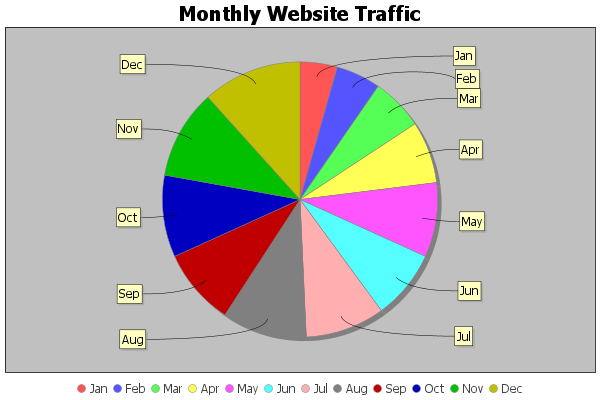 Monthly Website Traffic
Dec
Jan
Feb
Mar
Nov
Apr
Oct
May
Sep
Jun
Aug
Jul
Jan Feb Mar Apr May Jun Jul Aug Sep Oct Nov Dec